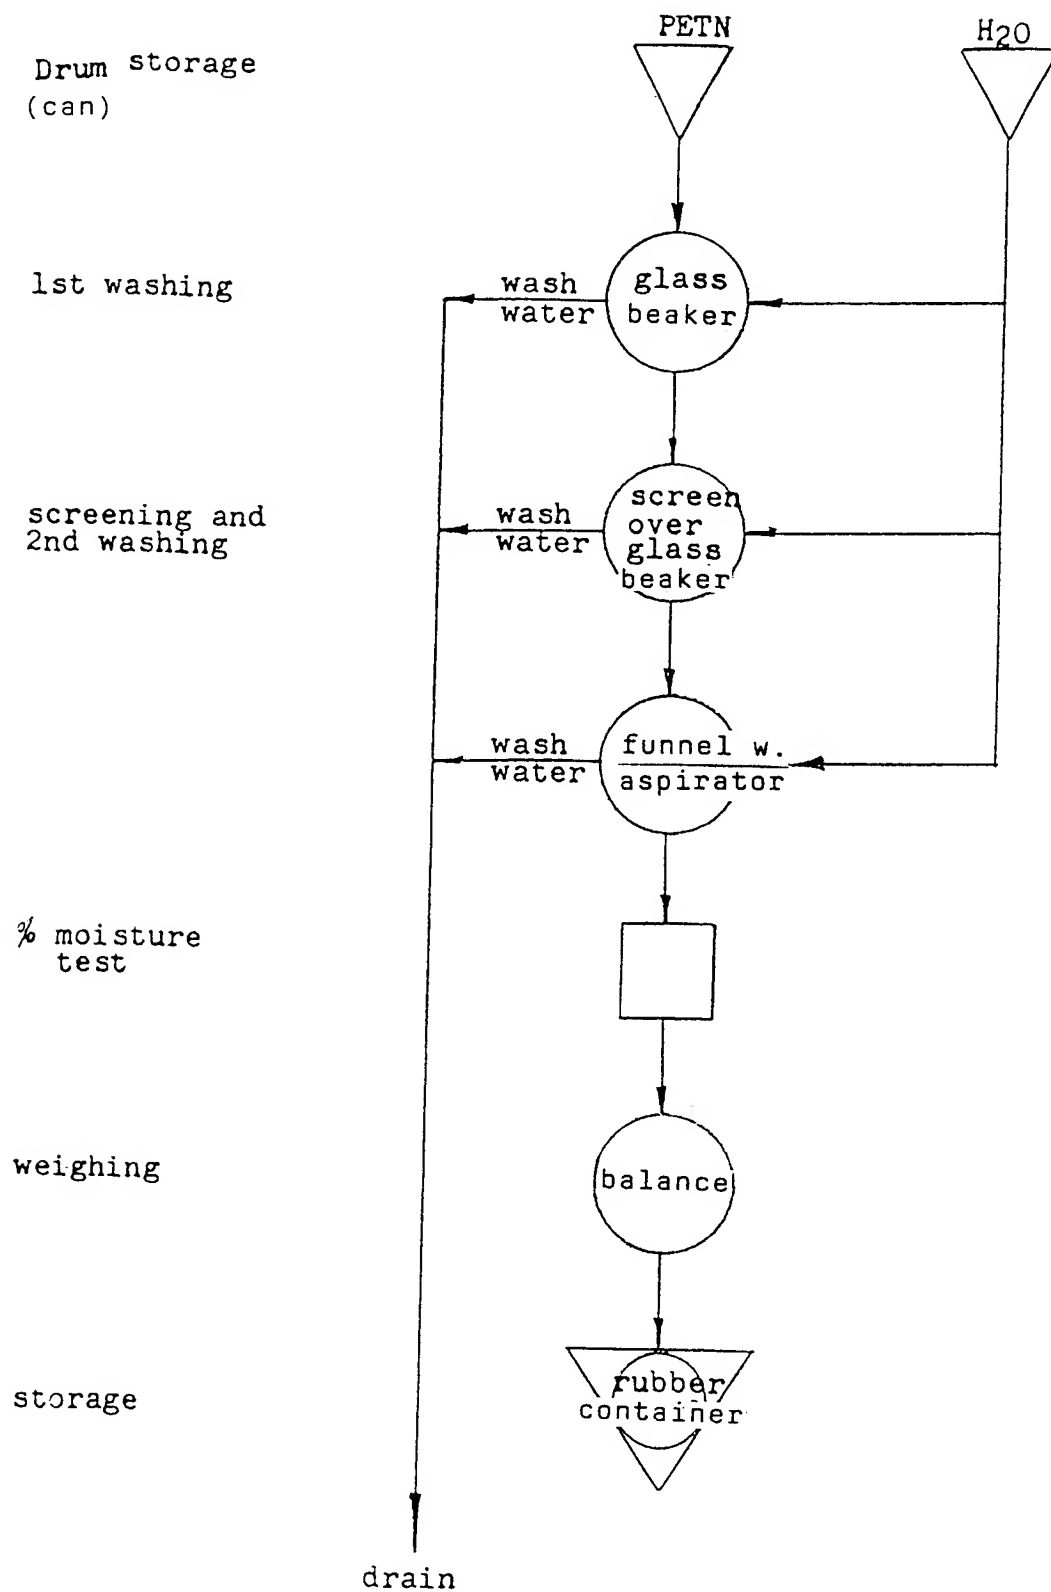 PETN
H2O
Drum storage
(can)
1st washing
wash
water
glass
beaker
screening and
2nd washing
wash
water
screen
over
glass
beaker
wash
water
funnel w.
aspirator
% moisture
test
weighing
balance
storage
rubber
container
drain